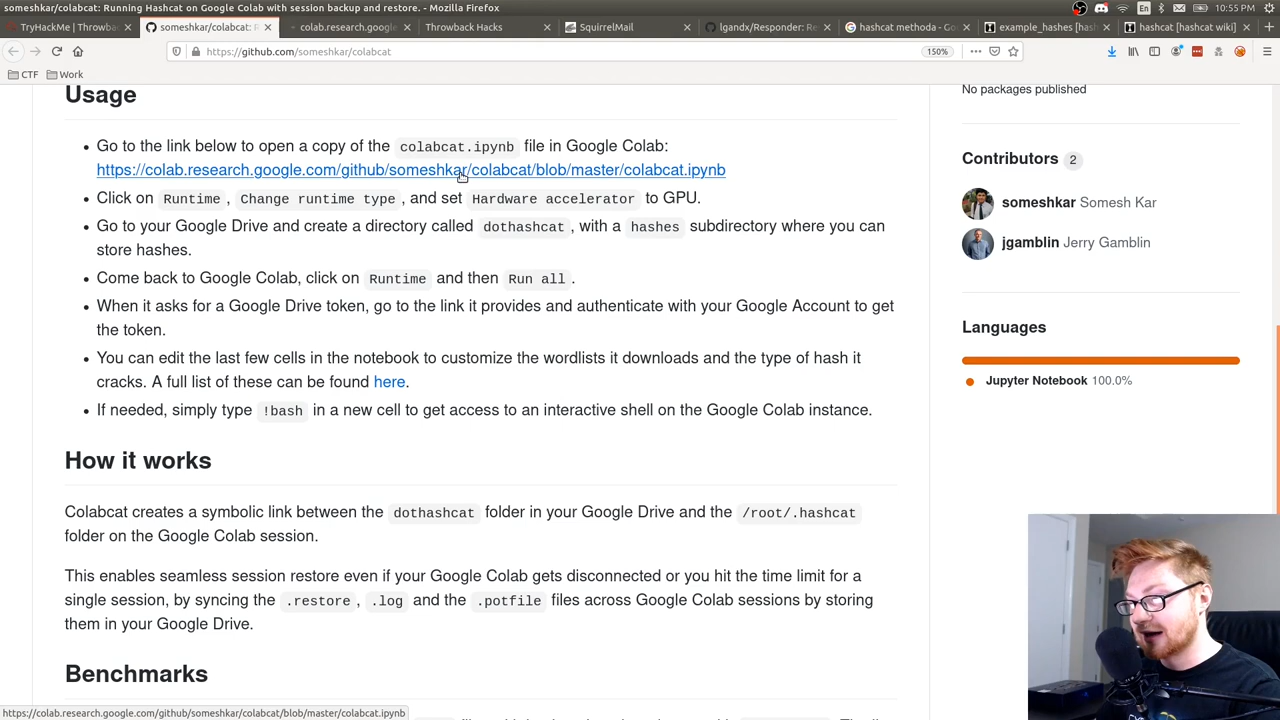 someshkar/colabcat: Running Hashcat on Google Colab with session backup and restore. - Mozilla Firefox
En
10:55 PM
TryHackMe | Throwbac
someshkar/colabcat: R
colab.research.google.co
Throwback Hacks
SquirrelMail
lgandx/Responder: Re
hashcat methoda - Go
example_hashes [hash
hashcat [hashcat wiki]
https://github.com/someshkar/colabcat
150%
CTF
Work
Usage
No packages published
Go to the link below to open a copy of the colabcat.ipynb file in Google Colab:
https://colab.research.google.com/github/someshkar/colabcat/blob/master/colabcat.ipynb
Click on Runtime , Change runtime type , and set Hardware accelerator to GPU.
Go to your Google Drive and create a directory called dothashcat , with a hashes subdirectory where you can
store hashes.
Come back to Google Colab, click on Runtime and then Run all .
When it asks for a Google Drive token, go to the link it provides and authenticate with your Google Account to get
the token.
You can edit the last few cells in the notebook to customize the wordlists it downloads and the type of hash it
cracks. A full list of these can be found here.
If needed, simply type !bash in a new cell to get access to an interactive shell on the Google Colab instance.
Contributors 2
someshkar Somesh Kar
jgamblin Jerry Gamblin
Languages
Jupyter Notebook 100.0%
How it works
Colabcat creates a symbolic link between the dothashcat folder in your Google Drive and the /root/.hashcat
folder on the Google Colab session.
This enables seamless session restore even if your Google Colab gets disconnected or you hit the time limit for a
single session, by syncing the .restore , .log and the .potfile files across Google Colab sessions by storing
them in your Google Drive.
Benchmarks
https://colab.research.google.com/github/someshkar/colabcat/blob/master/colabcat.ipynb